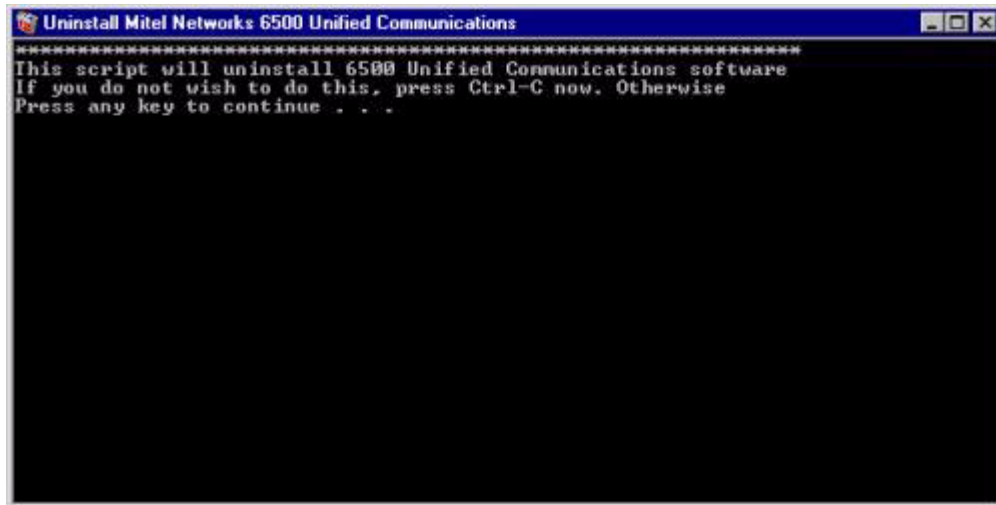 Uninstall Mitel Networks 6500 Unified Communications
****************************************************************
This script will uninstall 6500 Unified Communications software
If you do not wish to do this, press Ctrl-C now. Otherwise
Press any key to continue . . .